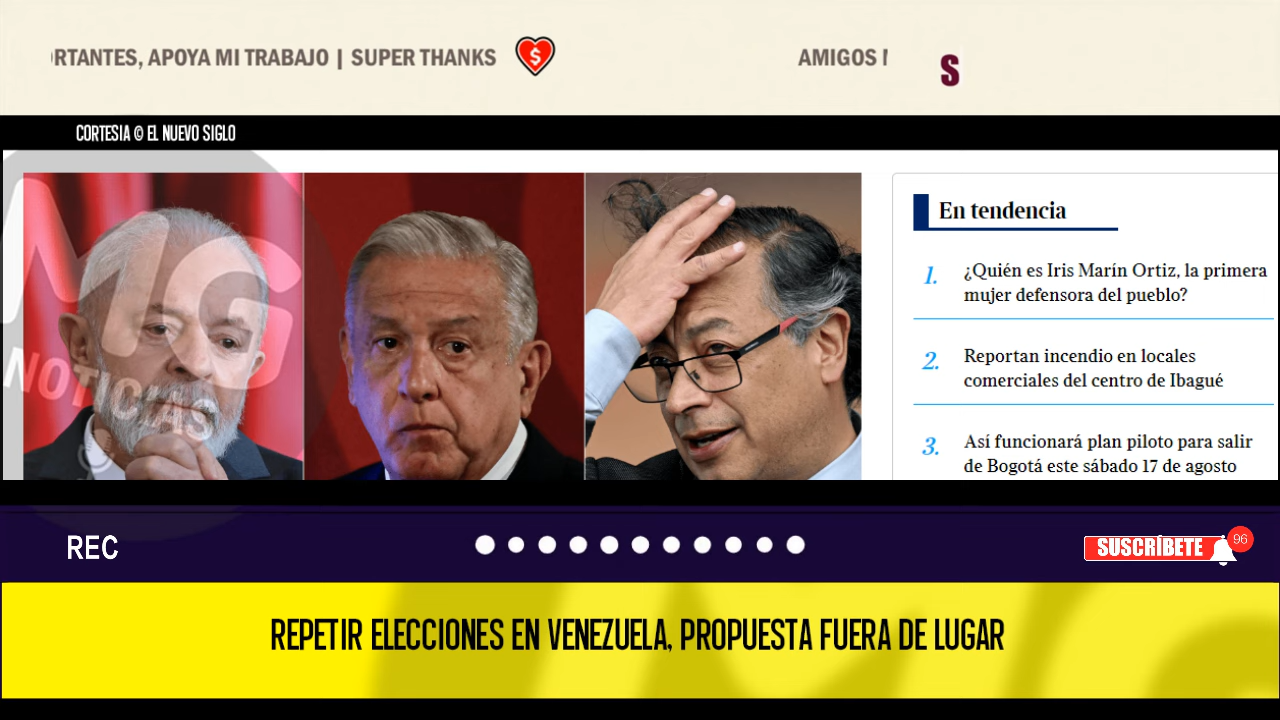 RTANTES, APOYA MI TRABAJO | SUPER THANKS
$
AMIGOS
S
CORTESIA © EL NUEVO SIGLO
MG
NOTICIAS
En tendencia
1. ¿Quién es Iris Marín Ortiz, la primera
mujer defensora del pueblo?
2. Reportan incendio en locales
comerciales del centro de Ibagué
3. Así funcionará plan piloto para salir
de Bogotá este sábado 17 de agosto
REC
SUSCRÍBETE
96
REPETIR ELECCIONES EN VENEZUELA, PROPUESTA FUERA DE LUGAR